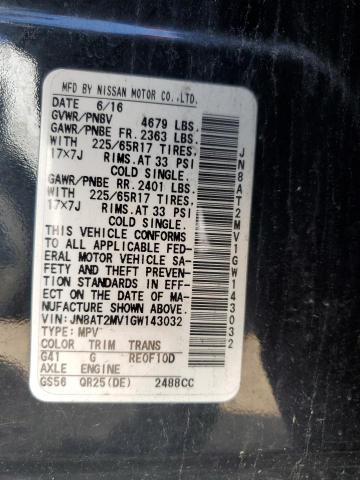 MFD BY NISSAN MOTOR CO.,LTD.
DATE 6/16
GVWR/PNBV 4679 LBS.
GAWR/PNBE FR. 2363 LBS.
WITH 225/65R17 TIRES.
17x7J RIMS.AT 33 PSI
COLD SINGLE.
GAWR/PNBE RR. 2401 LBS.
WITH 225/65R17 TIRES.
17x7J RIMS.AT 33 PSI
COLD SINGLE.
THIS VEHICLE CONFORMS
TO ALL APPLICABLE FED-
ERAL MOTOR VEHICLE SA-
FETY AND THEFT PREVENTION
STANDARDS IN EFF-
ECT ON THE DATE OF MA-
NUFACTURE SHOWN ABOVE
VIN: JN8AT2MV1GW143032
TYPE: MPV
COLOR TRIM TRANS
G41 G RE0F10D
AXLE ENGINE
GS56 QR25(DE) 2488CC
JN8AT2MV1GW143032